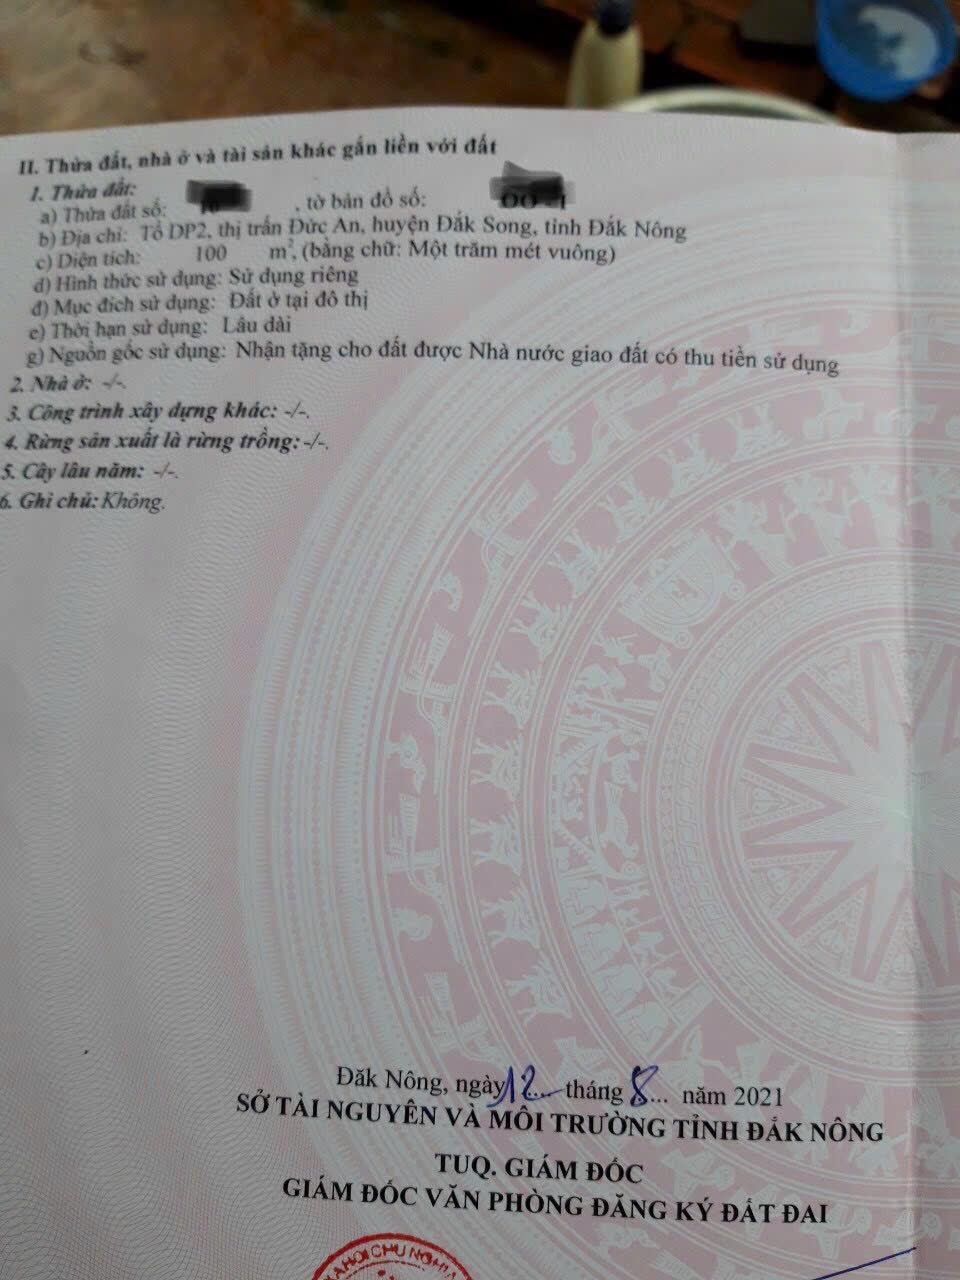 II. Thửa đất, nhà ở và tài sản khác gắn liền với đất
1. Thửa đất:
a) Thửa đất số: , tờ bản đồ số:
b) Địa chỉ: Tổ DP2, thị trấn Đức An, huyện Đắk Song, tỉnh Đắk Nông
c) Diện tích: 100 m², (bằng chữ: Một trăm mét vuông)
d) Hình thức sử dụng: Sử dụng riêng
đ) Mục đích sử dụng: Đất ở tại đô thị
e) Thời hạn sử dụng: Lâu dài
g) Nguồn gốc sử dụng: Nhận tặng cho đất được Nhà nước giao đất có thu tiền sử dụng
2. Nhà ở: -/-.
3. Công trình xây dựng khác: -/-.
4. Rừng sản xuất là rừng trồng: -/-.
5. Cây lâu năm: -/-.
6. Ghi chú: Không.
Đăk Nông, ngày 12... tháng 8... năm 2021
SỞ TÀI NGUYÊN VÀ MÔI TRƯỜNG TỈNH ĐẮK NÔNG
TUQ. GIÁM ĐỐC
GIÁM ĐỐC VĂN PHÒNG ĐĂNG KÝ ĐẤT ĐAI
HỘI CHỦ NGHĨA